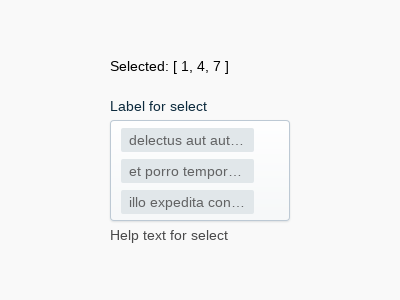 Selected: [ 1, 4, 7 ]
Label for select
delectus aut aut…
et porro tempor…
illo expedita con…
Help text for select